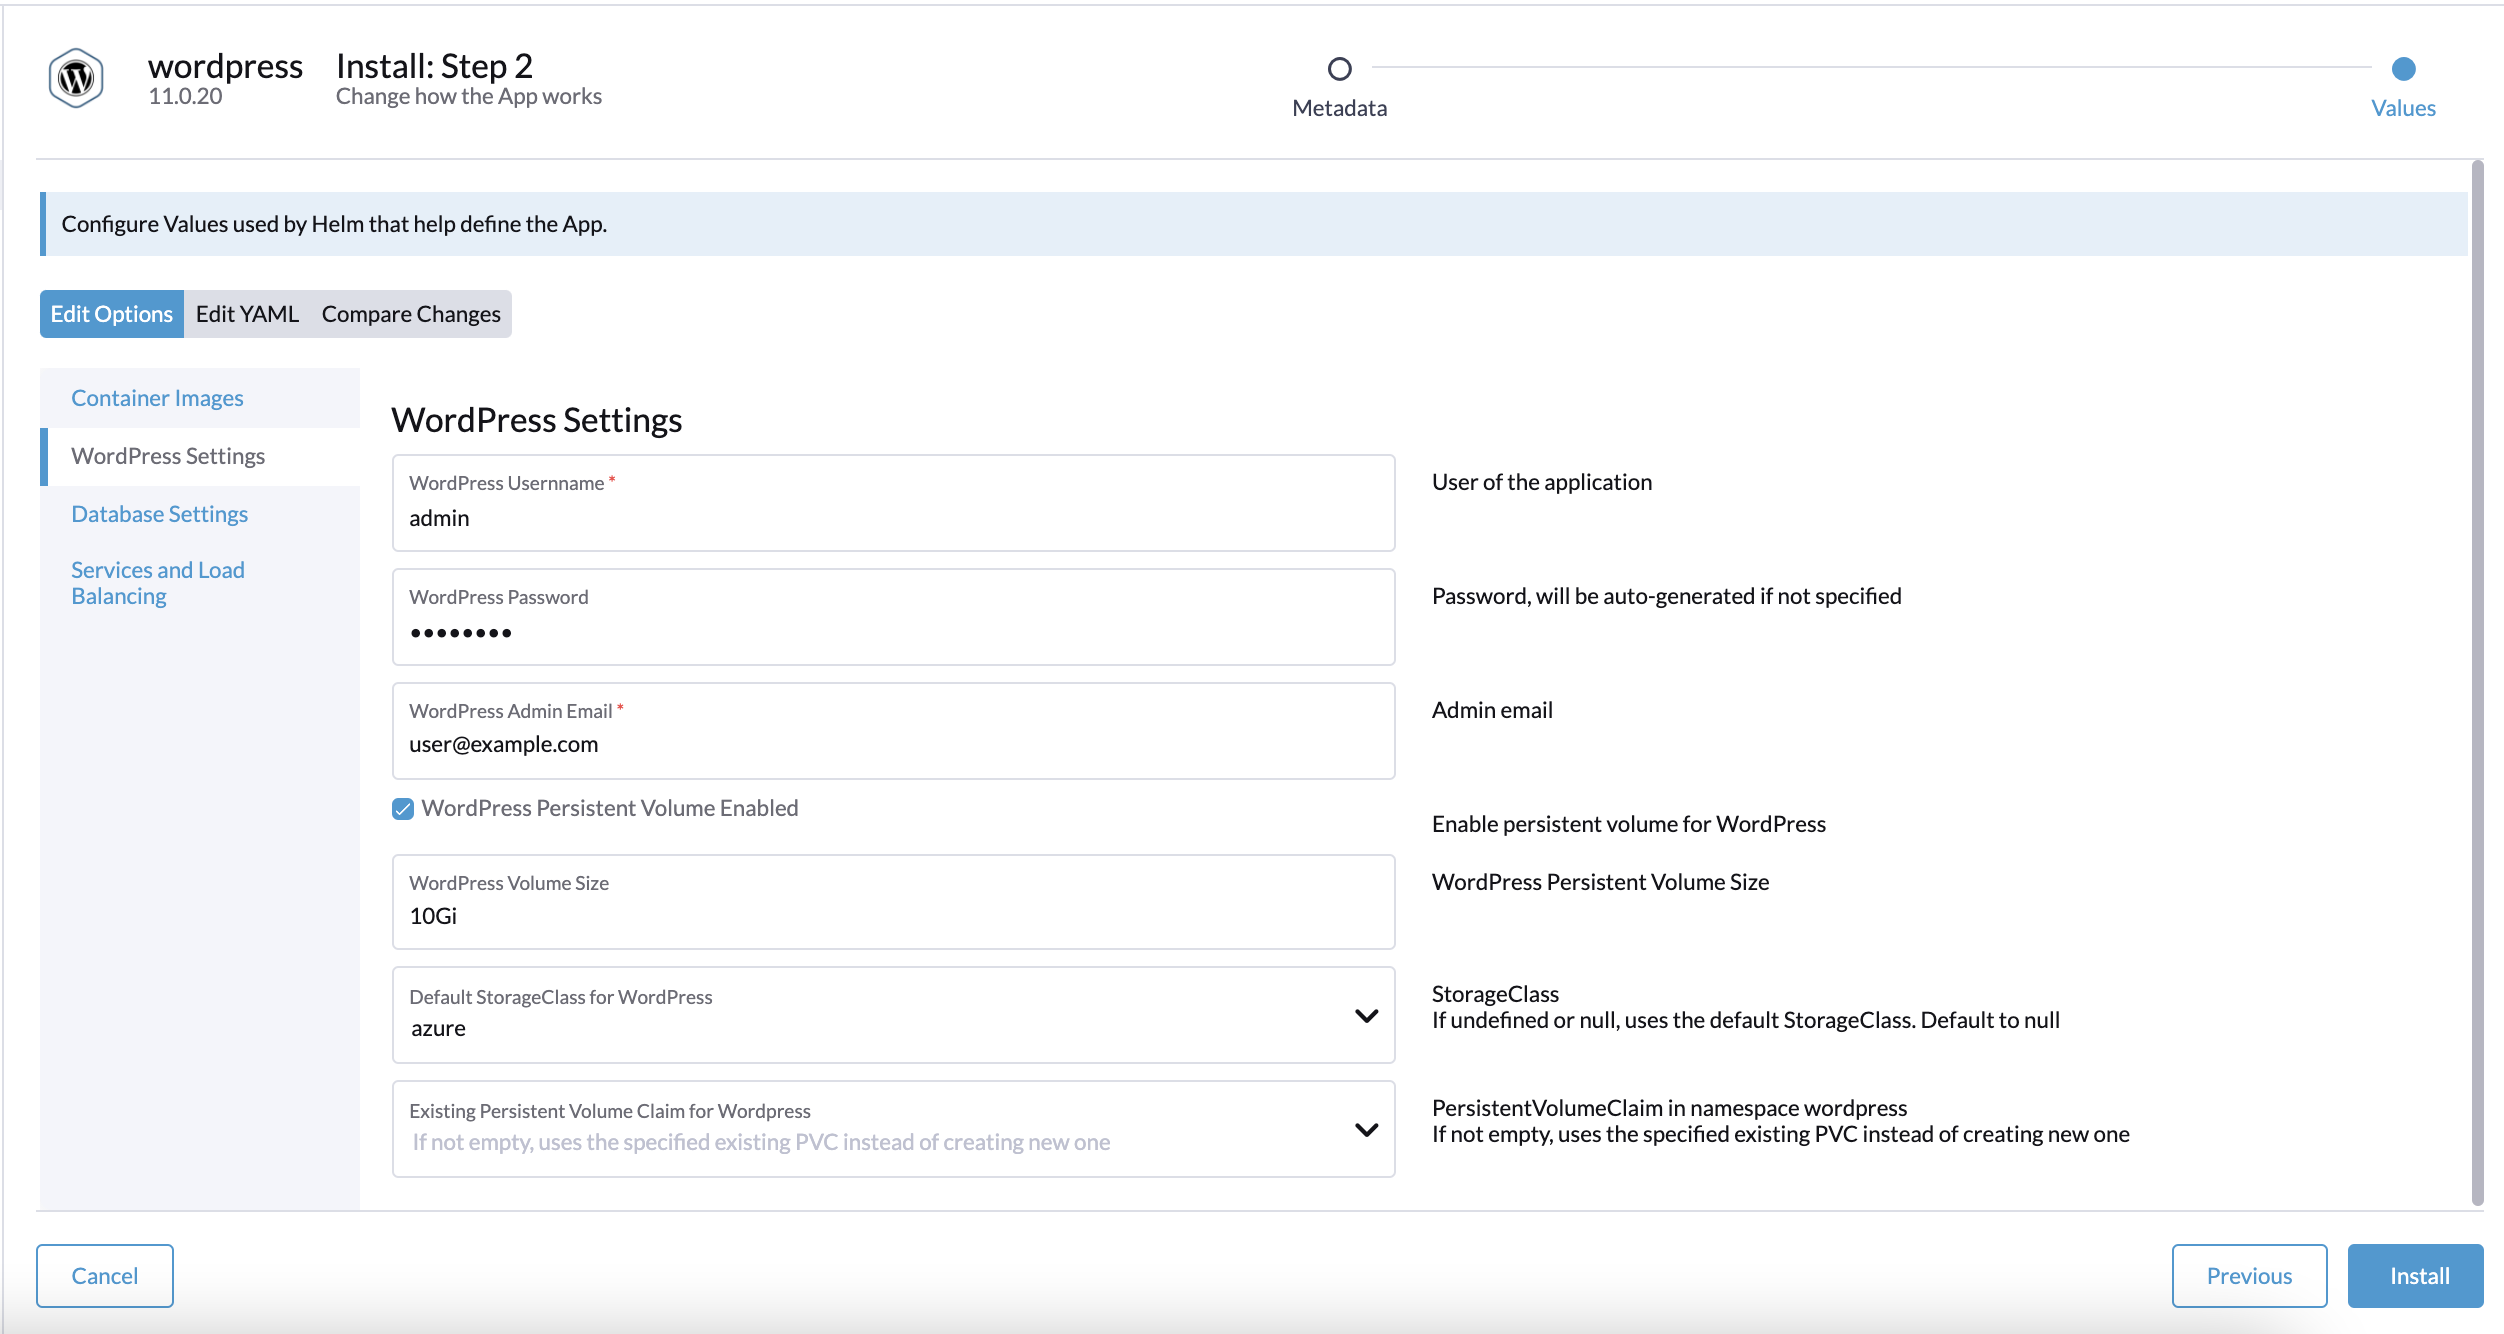 wordpress
11.0.20
Install: Step 2
Change how the App works
Metadata
Values
Configure Values used by Helm that help define the App.
Edit Options
Edit YAML
Compare Changes
Container Images
WordPress Settings
Database Settings
Services and Load
Balancing
WordPress Settings
WordPress Usernname *
admin
User of the application
WordPress Password
••••••••
Password, will be auto-generated if not specified
WordPress Admin Email *
user@example.com
Admin email
WordPress Persistent Volume Enabled
Enable persistent volume for WordPress
WordPress Volume Size
10Gi
WordPress Persistent Volume Size
Default StorageClass for WordPress
azure
StorageClass
If undefined or null, uses the default StorageClass. Default to null
Existing Persistent Volume Claim for Wordpress
If not empty, uses the specified existing PVC instead of creating new one
PersistentVolumeClaim in namespace wordpress
If not empty, uses the specified existing PVC instead of creating new one
Cancel
Previous
Install